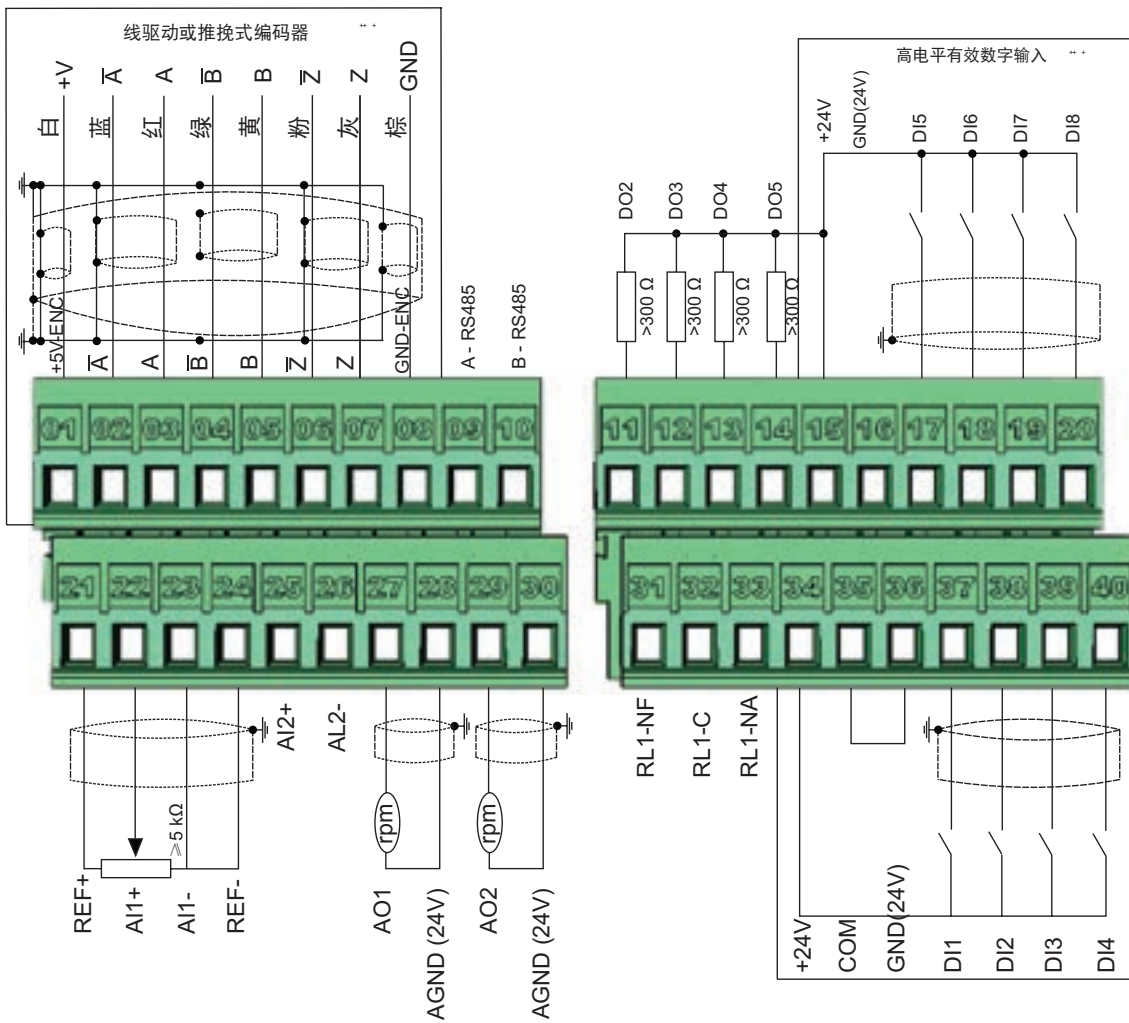 线驱动或推挽式编码器
+V
A
A
B
B
Z
Z
GND
白
蓝
红
绿
黄
粉
灰
棕
+5V-ENC
A
A
B
B
Z
Z
GND-ENC
A - RS485
B - RS485
01 02 03 04 05 06 07 08 09 10
高电平有效数字输入
+24V
GND(24V)
DI5
DI6
DI7
DI8
DO2
DO3
DO4
DO5
>300 Ω
>300 Ω
>300 Ω
>300 Ω
11 12 13 14 15 16 17 18 19 20
21 22 23 24 25 26 27 28 29 30
AI2+
AL2-
≥5 kΩ
rpm
rpm
REF+
AI1+
AI1-
REF-
AO1
AGND (24V)
AO2
AGND (24V)
31 32 33 34 35 36 37 38 39 40
RL1-NF
RL1-C
RL1-NA
+24V
COM
GND(24V)
DI1
DI2
DI3
DI4